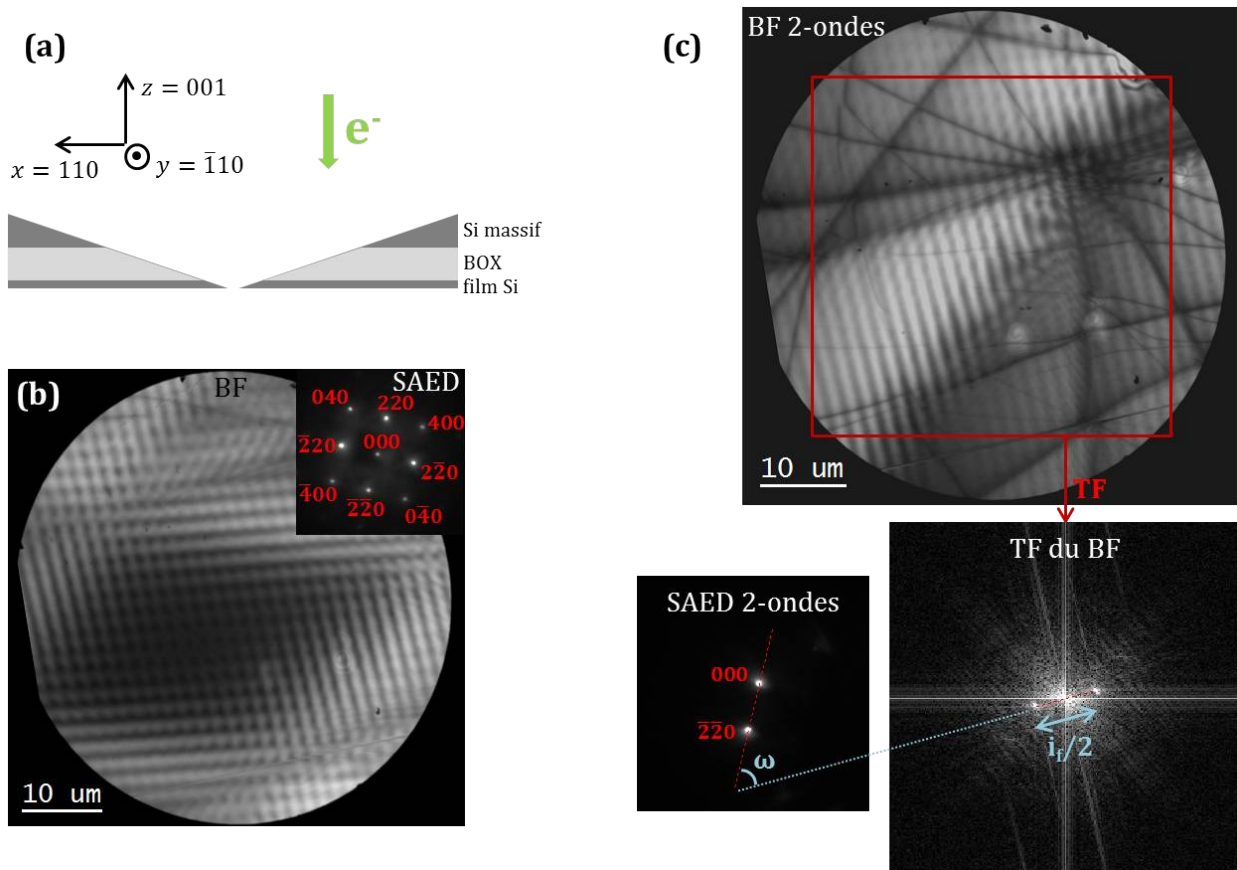 (a)
z = 001
x = 110
y = 1̅10
e⁻
Si massif
BOX
film Si
(b)
BF
SAED
040
220
400
2̅20
000
22̅0
4̅00
2̅2̅0
04̅0
10 um
(c)
BF 2-ondes
10 um
TF
TF du BF
i_f/2
SAED 2-ondes
000
2̅2̅0
ω